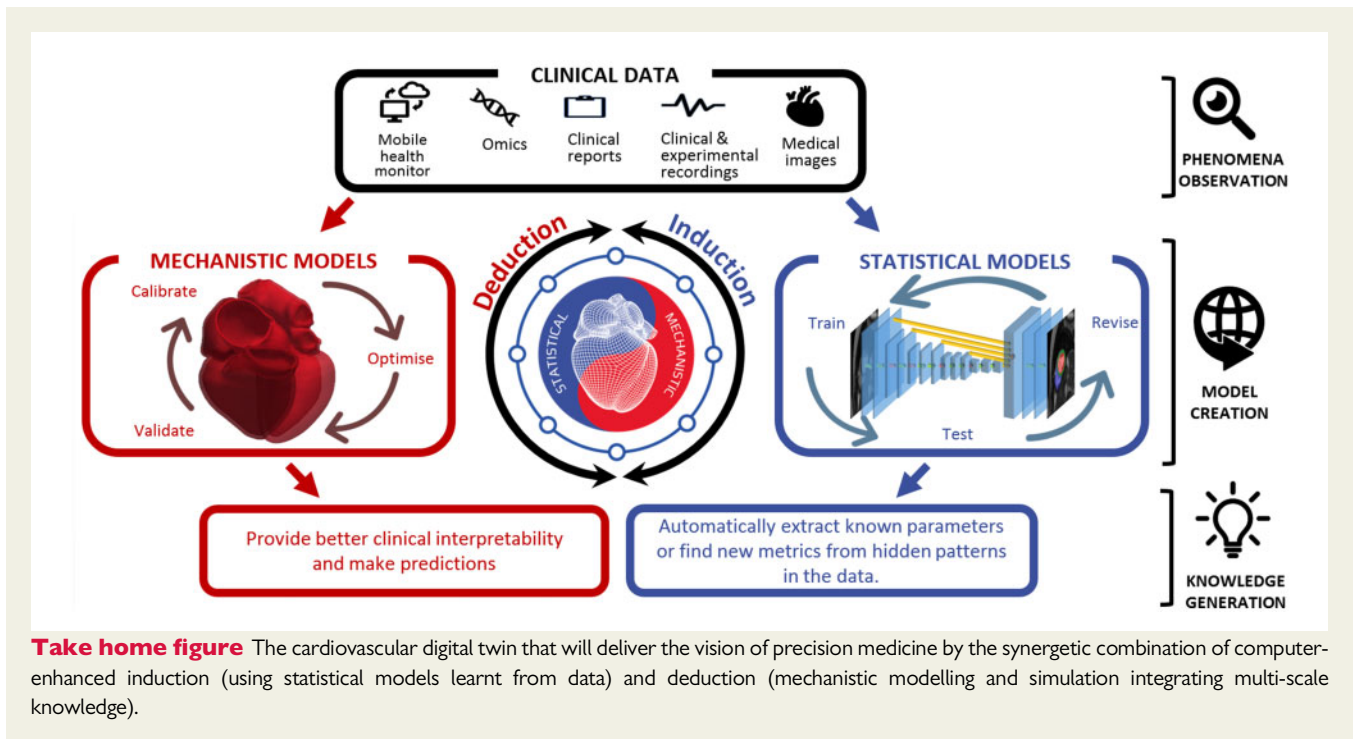 CLINICAL DATA
Mobile
health
monitor
Omics
Clinical
reports
Clinical &
experimental
recordings
Medical
images
PHENOMENA
OBSERVATION
MECHANISTIC MODELS
Calibrate
Optimise
Validate
Deduction
Induction
STATISTICAL
MECHANISTIC
STATISTICAL MODELS
Train
Revise
Test
MODEL
CREATION
Provide better clinical interpretability
and make predictions
Automatically extract known parameters
or find new metrics from hidden patterns
in the data.
KNOWLEDGE
GENERATION
Take home figure The cardiovascular digital twin that will deliver the vision of precision medicine by the synergetic combination of computer-
enhanced induction (using statistical models learnt from data) and deduction (mechanistic modelling and simulation integrating multi-scale
knowledge).